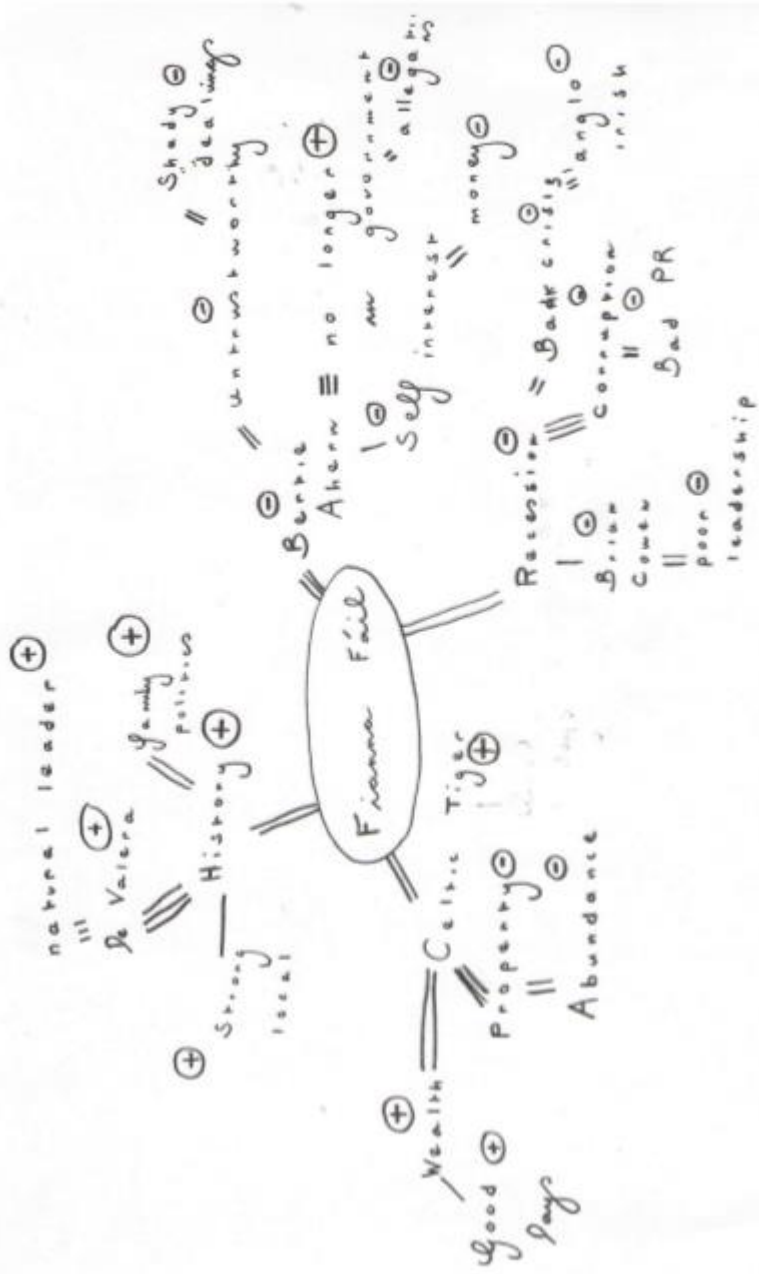 natural leader
De Valera
family
politics
History
Strong
local
Fianna Fáil
Bertie
Ahern
untrustworthy
Shady
dealings
no longer
in government
allegatns
Self
interest
money
Celtic Tiger
Wealth
Good
Days
Property
Abundance
Recession
Brian
Cowen
poor
leadership
Bank crisis
anglo
irish
Corruption
Bad PR